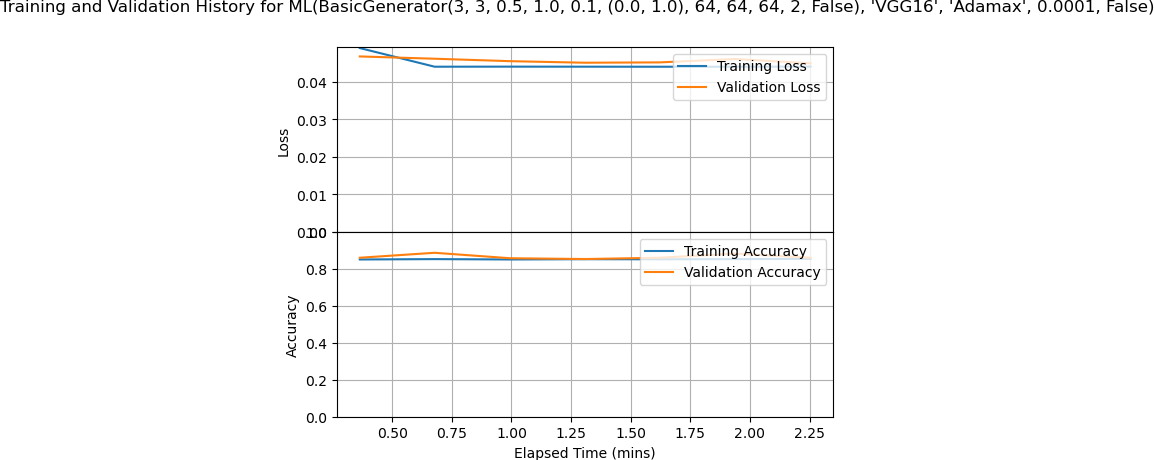 Training and Validation History for ML(BasicGenerator(3, 3, 0.5, 1.0, 0.1, (0.0, 1.0), 64, 64, 64, 2, False), 'VGG16', 'Adamax', 0.0001, False)
Training Loss
Validation Loss
0.04
0.03
0.02
0.01
0.00
Loss
Training Accuracy
Validation Accuracy
1.0
0.8
0.6
0.4
0.2
0.0
Accuracy
0.50 0.75 1.00 1.25 1.50 1.75 2.00 2.25
Elapsed Time (mins)